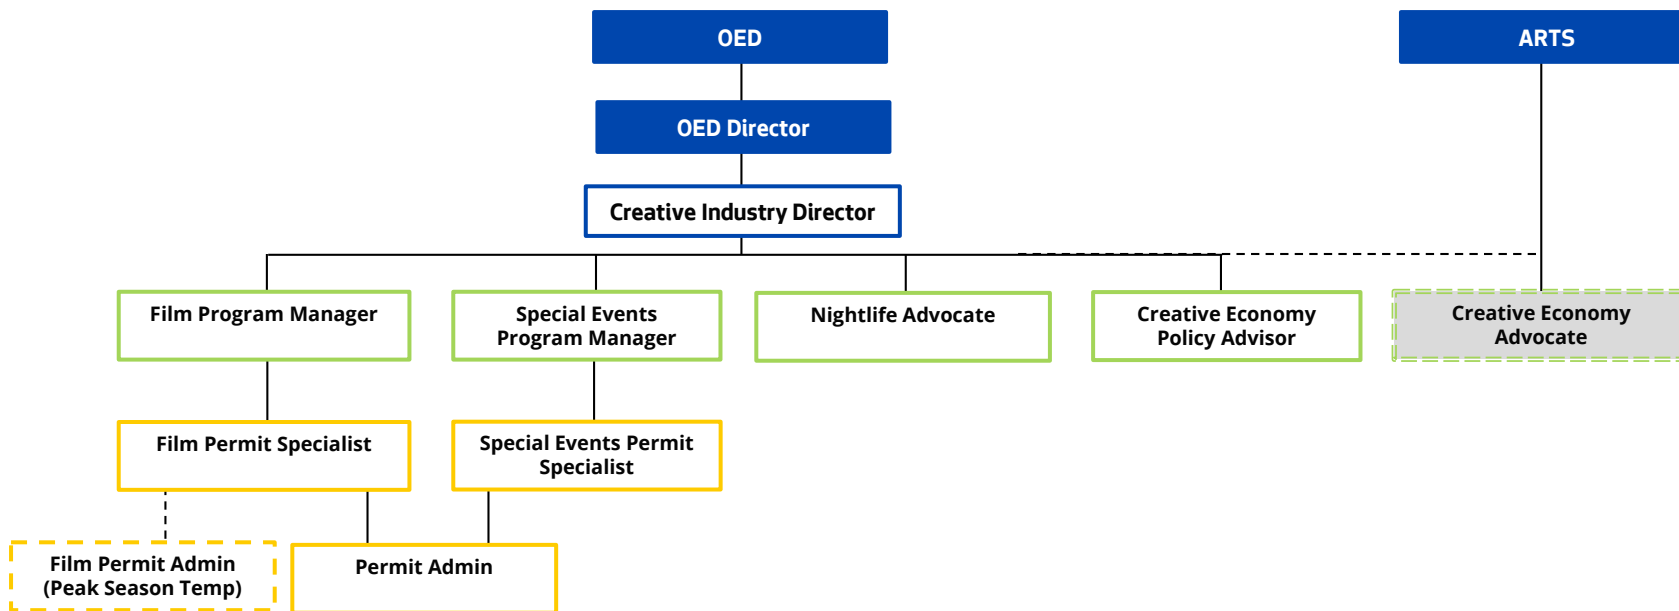 OED
ARTS
OED Director
Creative Industry Director
Film Program Manager
Special Events
Program Manager
Nightlife Advocate
Creative Economy
Policy Advisor
Creative Economy
Advocate
Film Permit Specialist
Special Events Permit
Specialist
Film Permit Admin
(Peak Season Temp)
Permit Admin